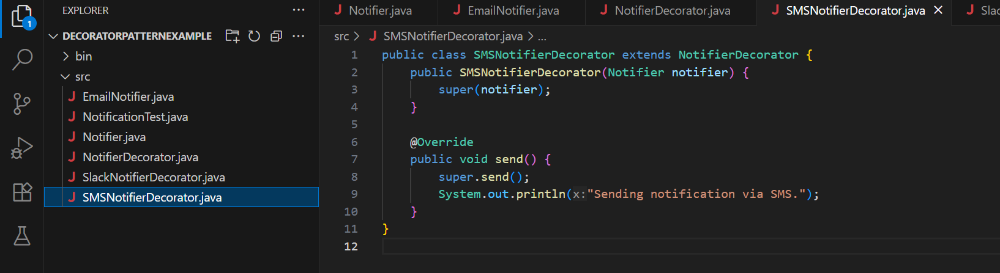 EXPLORER
DECORATORPATTERNEXAMPLE
bin
src
J EmailNotifier.java
J NotificationTest.java
J Notifier.java
J NotifierDecorator.java
J SlackNotifierDecorator.java
J SMSNotifierDecorator.java
1
J Notifier.java J EmailNotifier.java J NotifierDecorator.java J SMSNotifierDecorator.java J Slac
src > J SMSNotifierDecorator.java > ...
1 public class SMSNotifierDecorator extends NotifierDecorator {
2 public SMSNotifierDecorator(Notifier notifier) {
3 super(notifier);
4 }
5
6 @Override
7 public void send() {
8 super.send();
9 System.out.println(x:"Sending notification via SMS.");
10 }
11 }
12